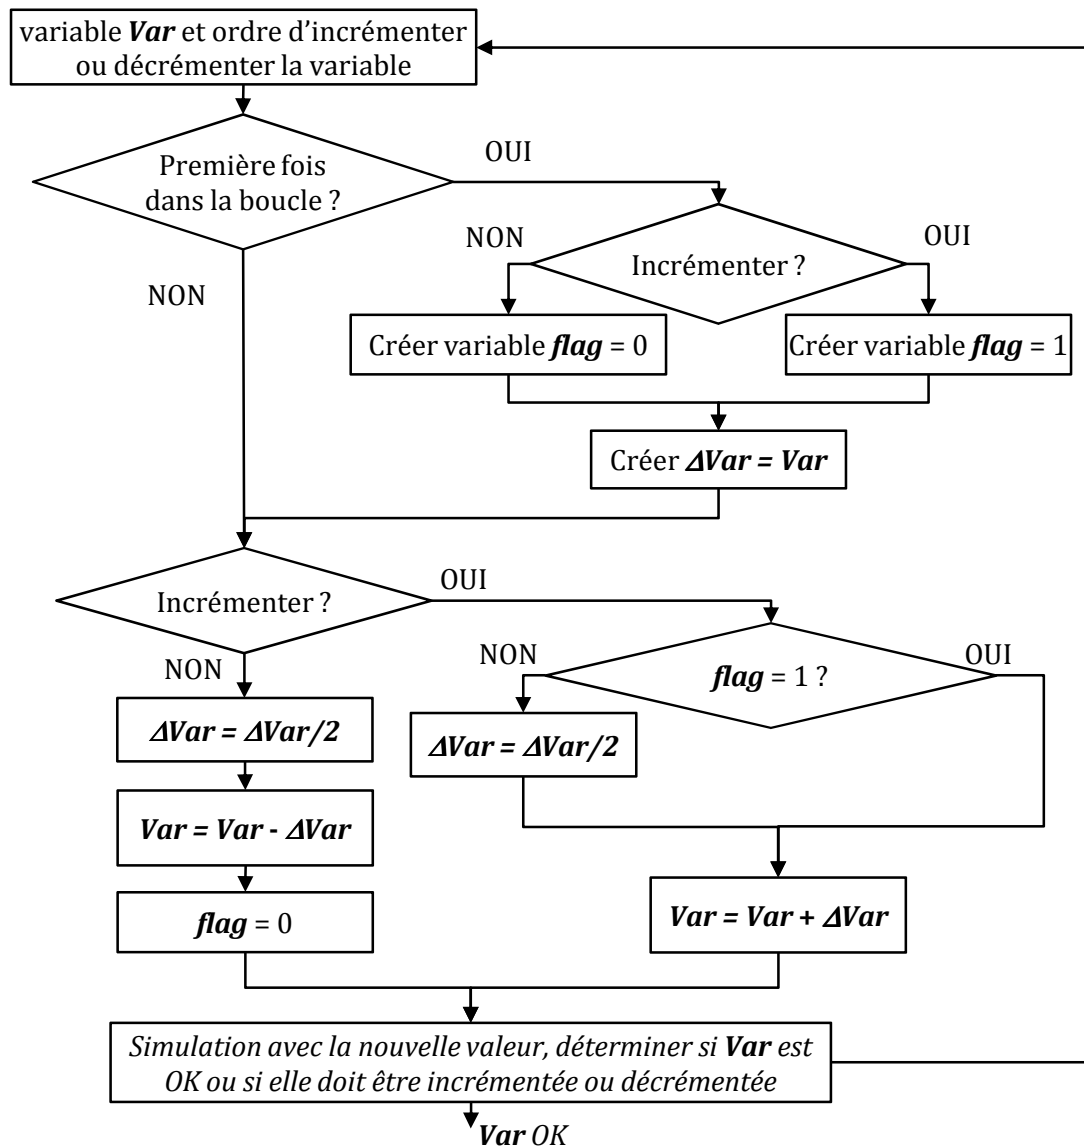 variable Var et ordre d’incrémenter
ou décrémenter la variable
Première fois
dans la boucle ?
OUI
NON
Incrémenter ?
NON
OUI
Créer variable flag = 0
Créer variable flag = 1
Créer ΔVar = Var
Incrémenter ?
OUI
NON
flag = 1 ?
NON
OUI
ΔVar = ΔVar/2
ΔVar = ΔVar/2
Var = Var - ΔVar
flag = 0
Var = Var + ΔVar
Simulation avec la nouvelle valeur, déterminer si Var est
OK ou si elle doit être incrémentée ou décrémentée
Var OK